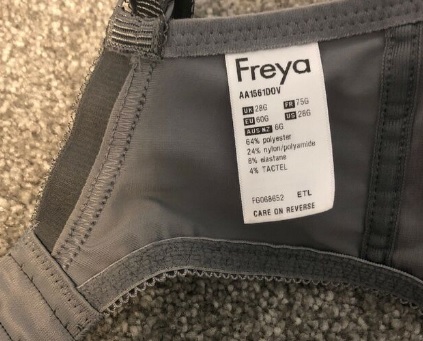 Freya
AA1561DOV
UK 28G FR 75G
EU 60G US 28G
AUS NZ 6G
64% polyester
24% nylon/polyamide
8% elastane
4% TACTEL
FG068652 ETL
CARE ON REVERSE